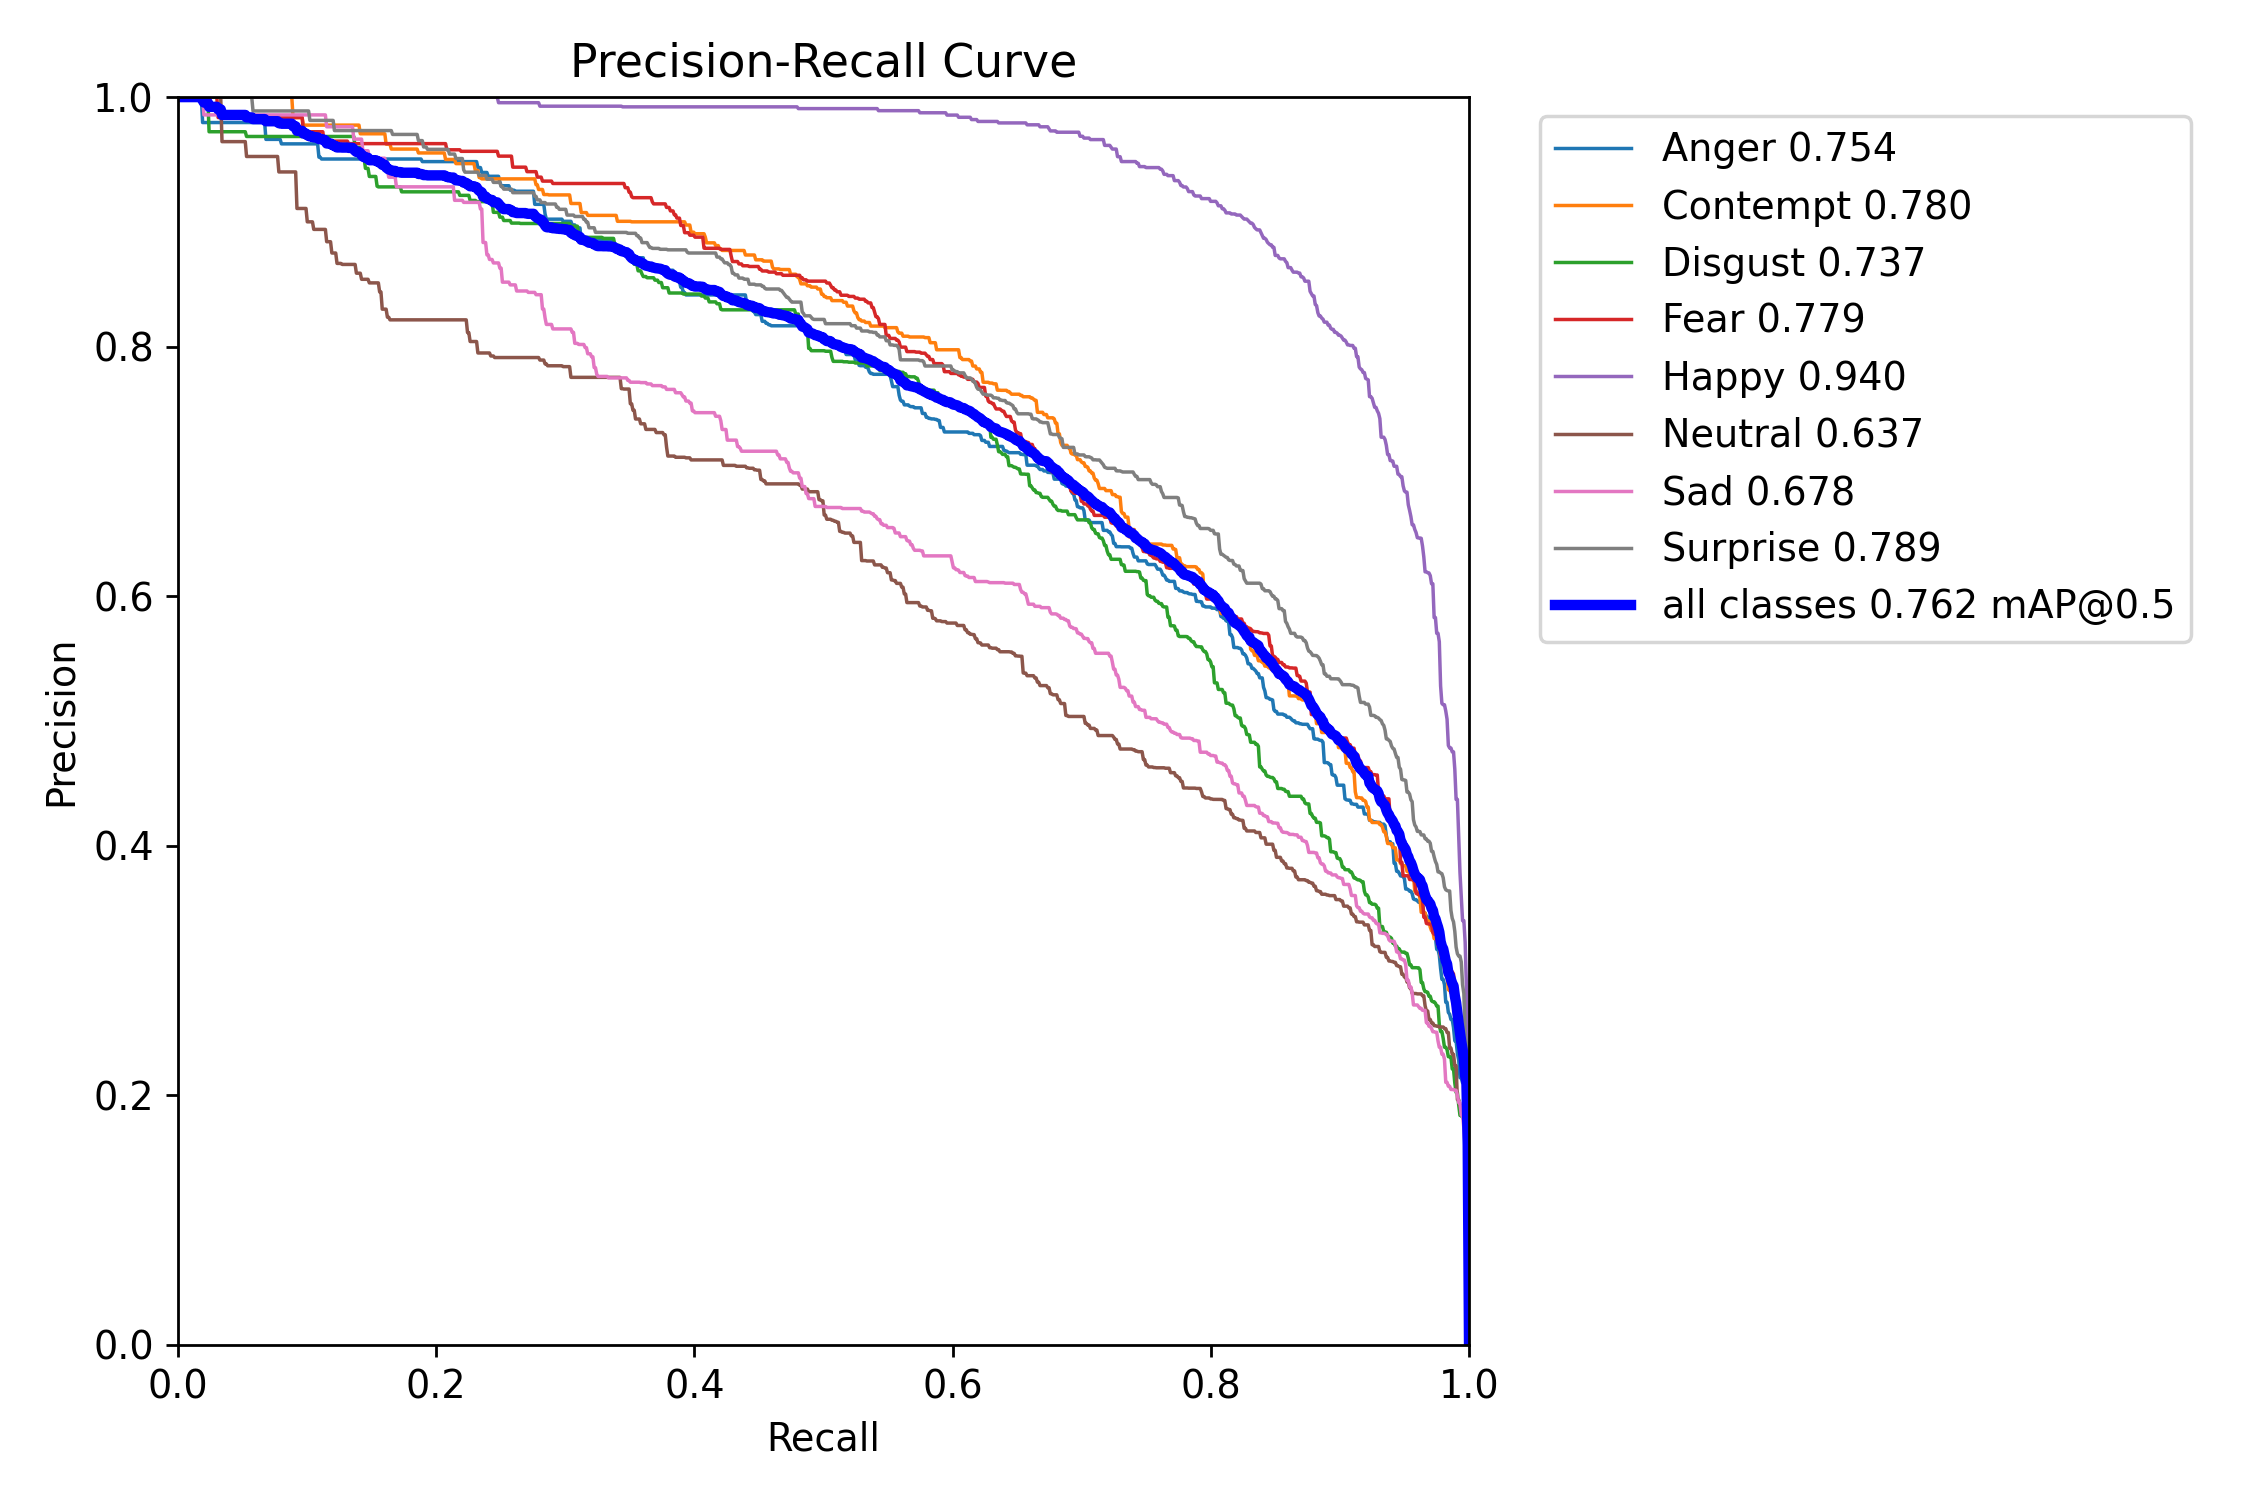 Precision-Recall Curve
1.0
0.8
0.6
0.4
0.2
0.0
Precision
0.0 0.2 0.4 0.6 0.8 1.0
Recall
Anger 0.754
Contempt 0.780
Disgust 0.737
Fear 0.779
Happy 0.940
Neutral 0.637
Sad 0.678
Surprise 0.789
all classes 0.762 mAP@0.5